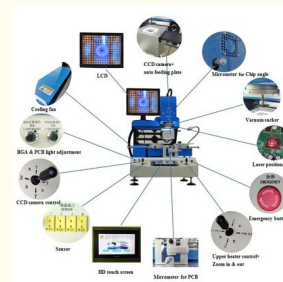 CCD camera+
auto feeding plate
LCD
Micrometer for Chip angle
Cooling fan
Vacuum sucker
BGA & PCB light adjustment
Laser position
CCD camera control
EMERGENCY
Emergency butt
Sensor
HD touch screen
Micrometer for PCB
Upper heater control+
Zoom in & out